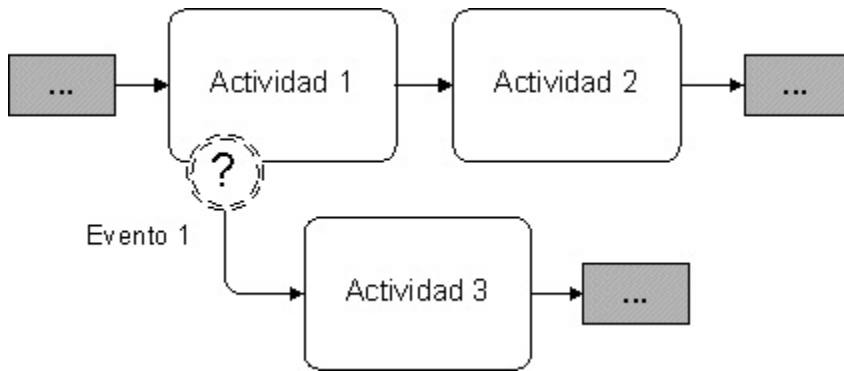 ...
Actividad 1
Actividad 2
...
?
Evento 1
Actividad 3
...